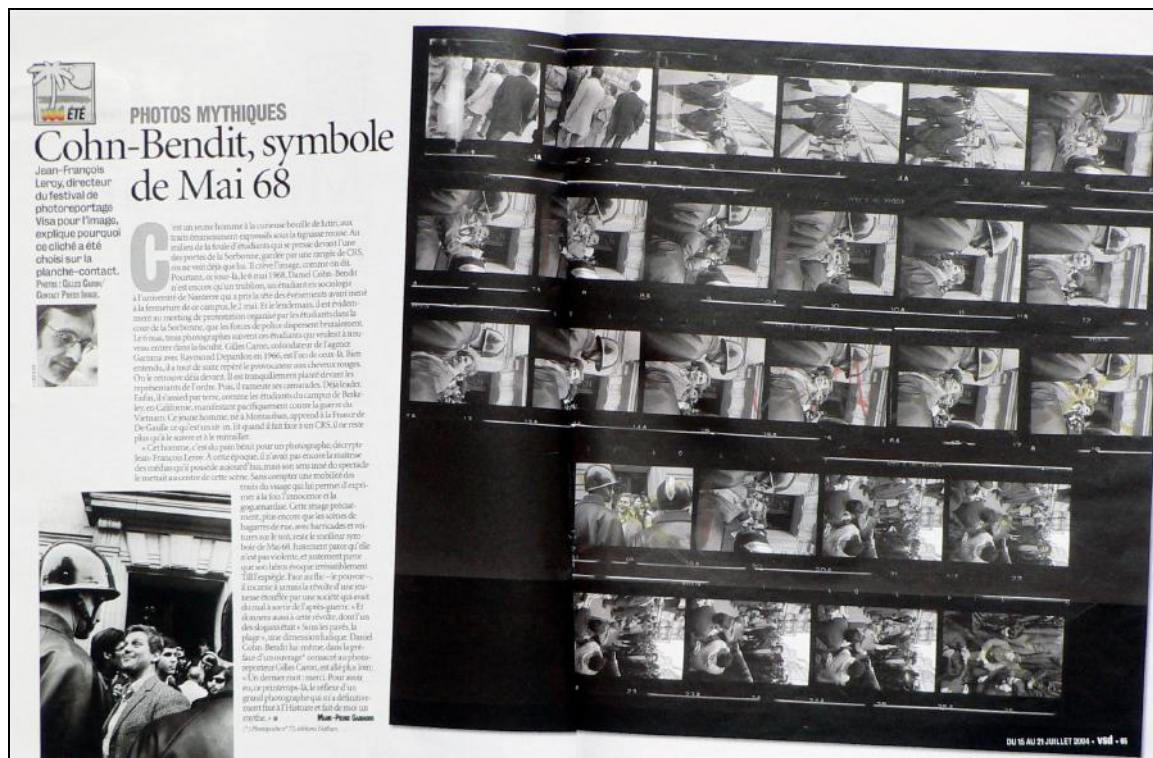 ÉTÉ
PHOTOS MYTHIQUES
Cohn-Bendit, symbole
de Mai 68
Jean-François
Leroy, directeur
du festival de
photoreportage
Visa pour l'image,
explique pourquoi
ce cliché a été
choisi sur la
planche-contact.
PHOTOS : GILLES CARON/
CONTACT PRESS IMAGES.
C'est un jeune homme à la curieuse bouille de lutin, aux
traits éminemment expressifs sous la tignasse rousse. Au
milieu de la foule d'étudiants qui se presse devant l'une
des portes de la Sorbonne, gardée par une rangée de CRS,
on ne voit déjà que lui. Il crève l'image, comme on dit.
Pourtant, ce jour-là, le 6 mai 1968, Daniel Cohn-Bendit
n'est encore qu'un trublion, un étudiant en sociologie
à l'université de Nanterre qui a pris la tête des événements ayant mené
à la fermeture de ce campus, le 2 mai. Et le lendemain, il est évidem-
ment au meeting de protestation organisé par les étudiants dans la
cour de la Sorbonne, que les forces de police dispersent brutalement.
Le 6 mai, trois photographes suivent ces étudiants qui veulent à nou-
veau entrer dans la faculté. Gilles Caron, cofondateur de l'agence
Gamma avec Raymond Depardon en 1966, est l'un de ceux-là. Bien
entendu, il a tout de suite repéré le provocateur aux cheveux rouges.
On le retrouve déjà devant. Il est tranquillement planté devant les
représentants de l'ordre. Puis, il ramène ses camarades. Déjà leader.
Enfin, il s'assied par terre, comme les étudiants du campus de Berke-
ley, en Californie, manifestant pacifiquement contre la guerre du
Vietnam. Ce jeune homme, né à Montauban, apprend à la France de
De Gaulle ce qu'est un sit-in. Et quand il fait face à un CRS, il ne reste
plus qu'à le suivre et à le mitrailler.
« Cet homme, c'est du pain bénit pour un photographe, décrypte
Jean-François Leroy. À cette époque, il n'avait pas encore la maîtrise
des médias qu'il possède aujourd'hui, mais son sens inné du spectacle
le mettait au centre de cette scène. Sans compter une mobilité des
traits du visage qui lui permet d'expri-
mer à la fois l'innocence et la
goguenardise. Cette image précisé-
ment, plus encore que les scènes de
bagarres de rue, avec barricades et voi-
tures sur le toit, reste le meilleur sym-
bole de Mai 68. Justement parce qu'elle
n'est pas violente, et justement parce
que son héros évoque irrésistiblement
Till l'espiègle. Face au flic – le pouvoir –,
il incarne à jamais la révolte d'une jeu-
nesse étouffée par une société qui avait
du mal à sortir de l'après-guerre. » Et
donnera aussi à cette révolte, dont l'un
des slogans était « Sous les pavés, la
plage », une dimension ludique. Daniel
Cohn-Bendit lui-même, dans la pré-
face d'un ouvrage* consacré au photo-
reporter Gilles Caron, est allé plus loin:
« Un dernier mot : merci. Pour avoir
eu, ce printemps-là, le réflexe d'un
grand photographe qui m'a définitive-
ment fixé à l'Histoire et fait de moi un
mythe. »
(*) Photopoche n° 73, éditions Nathan.
DU 15 AU 21 JUILLET 2004 - vsd - 65